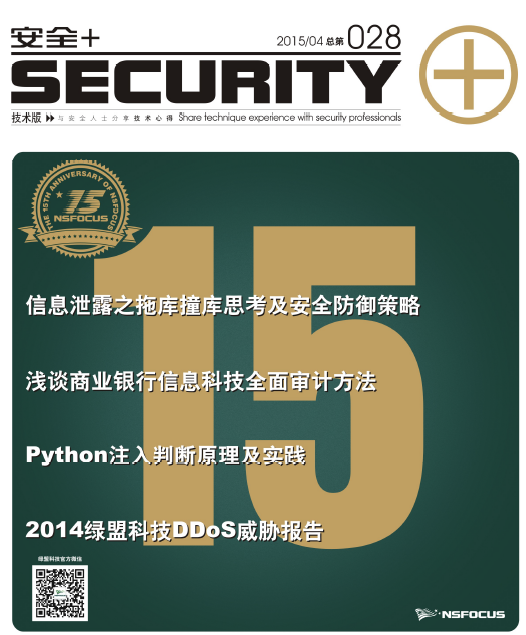 安全+
2015/04 总第028
SECURITY+
技术版 与安全人士分享技术心得 Share technique experience with security professionals
THE 15TH ANNIVERSARY OF NSFOCUS
15
NSFOCUS
15
信息泄露之拖库撞库思考及安全防御策略
浅谈商业银行信息科技全面审计方法
Python注入判断原理及实践
2014绿盟科技DDoS威胁报告
绿盟科技官方微信
NSFOCUS